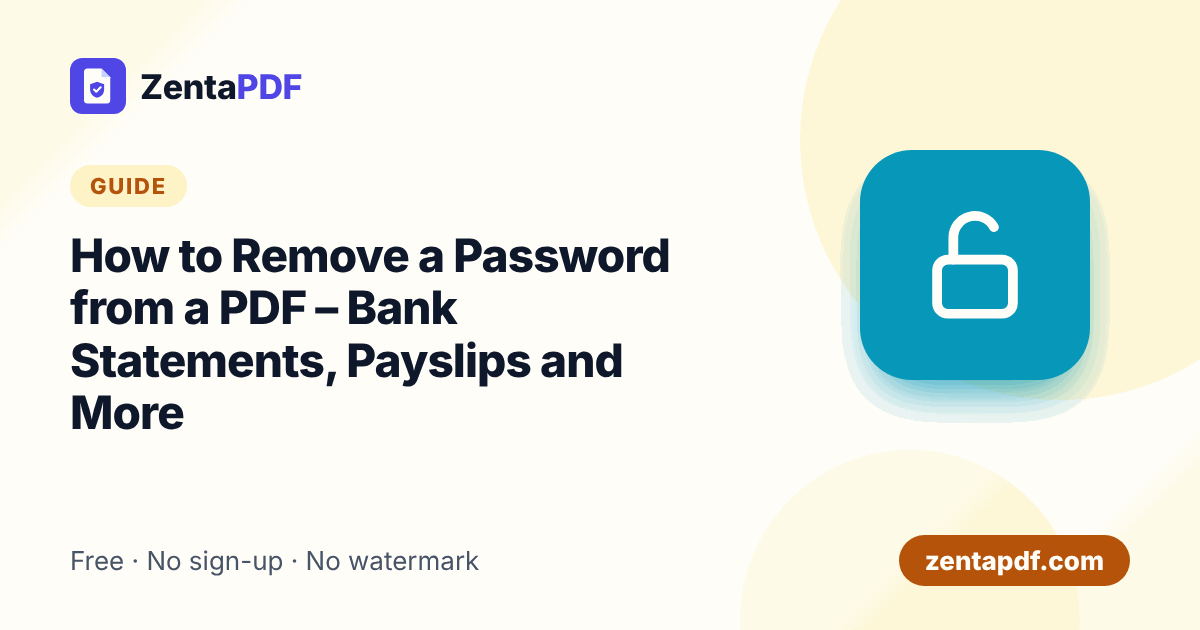 ZentaPDF
GUIDE
How to Remove a Password
from a PDF – Bank
Statements, Payslips and
More
Free · No sign-up · No watermark
zentapdf.com